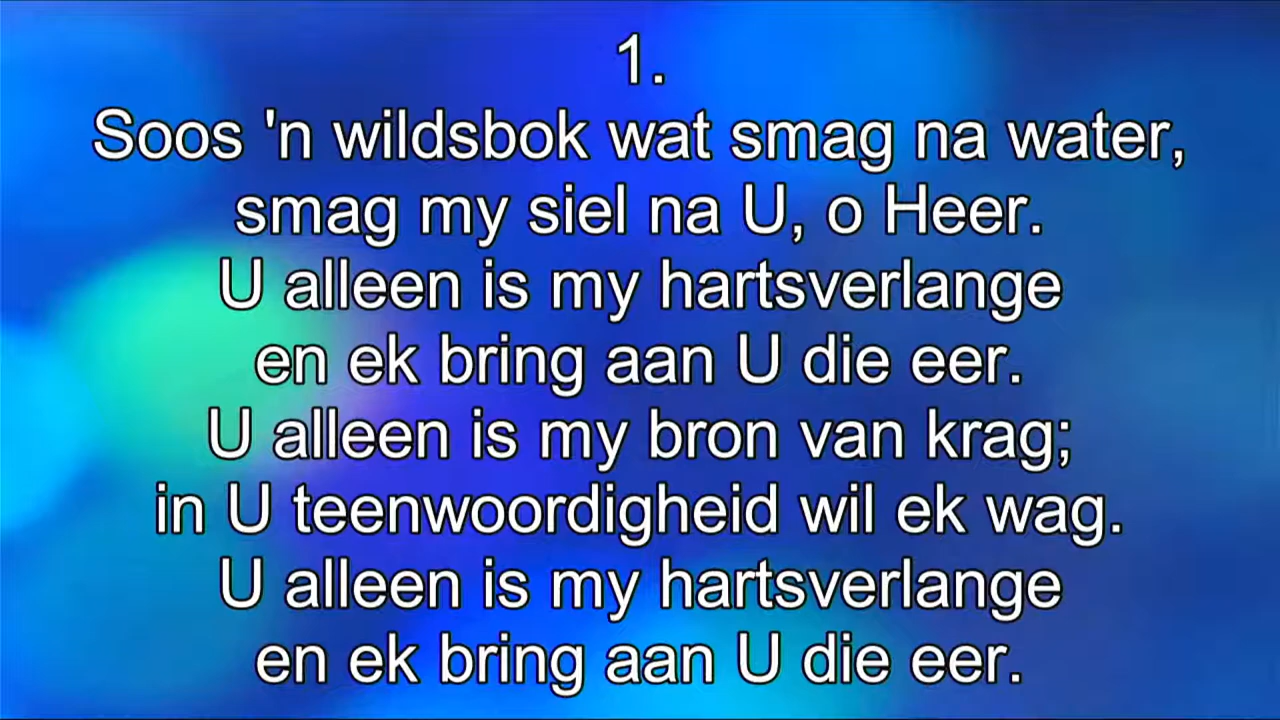 1.
Soos 'n wildsbok wat smag na water,
smag my siel na U, o Heer.
U alleen is my hartsverlange
en ek bring aan U die eer.
U alleen is my bron van krag;
in U teenwoordigheid wil ek wag.
U alleen is my hartsverlange
en ek bring aan U die eer.